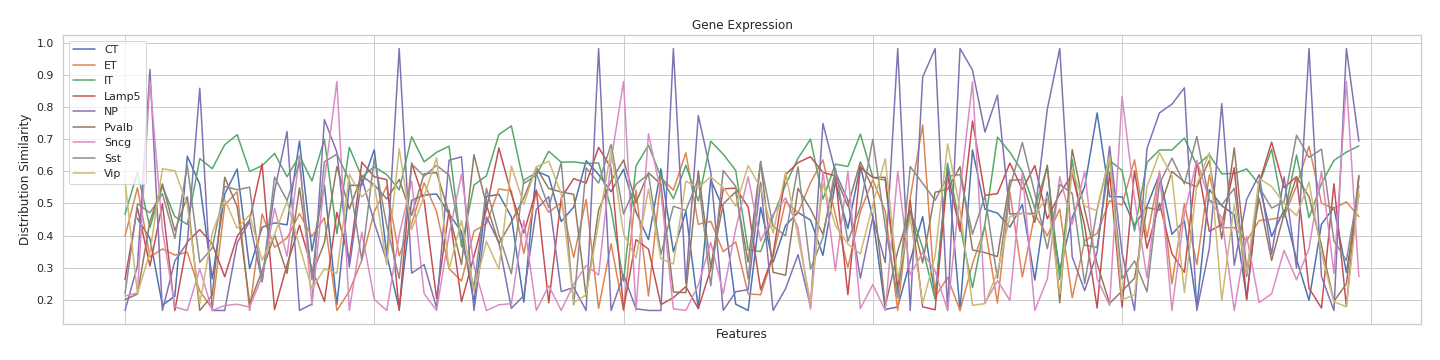 Gene Expression
1.0
0.9
0.8
0.7
0.6
0.5
0.4
0.3
0.2
Distribution Similarity
CT
ET
IT
Lamp5
NP
Pvalb
Sncg
Sst
Vip
Features